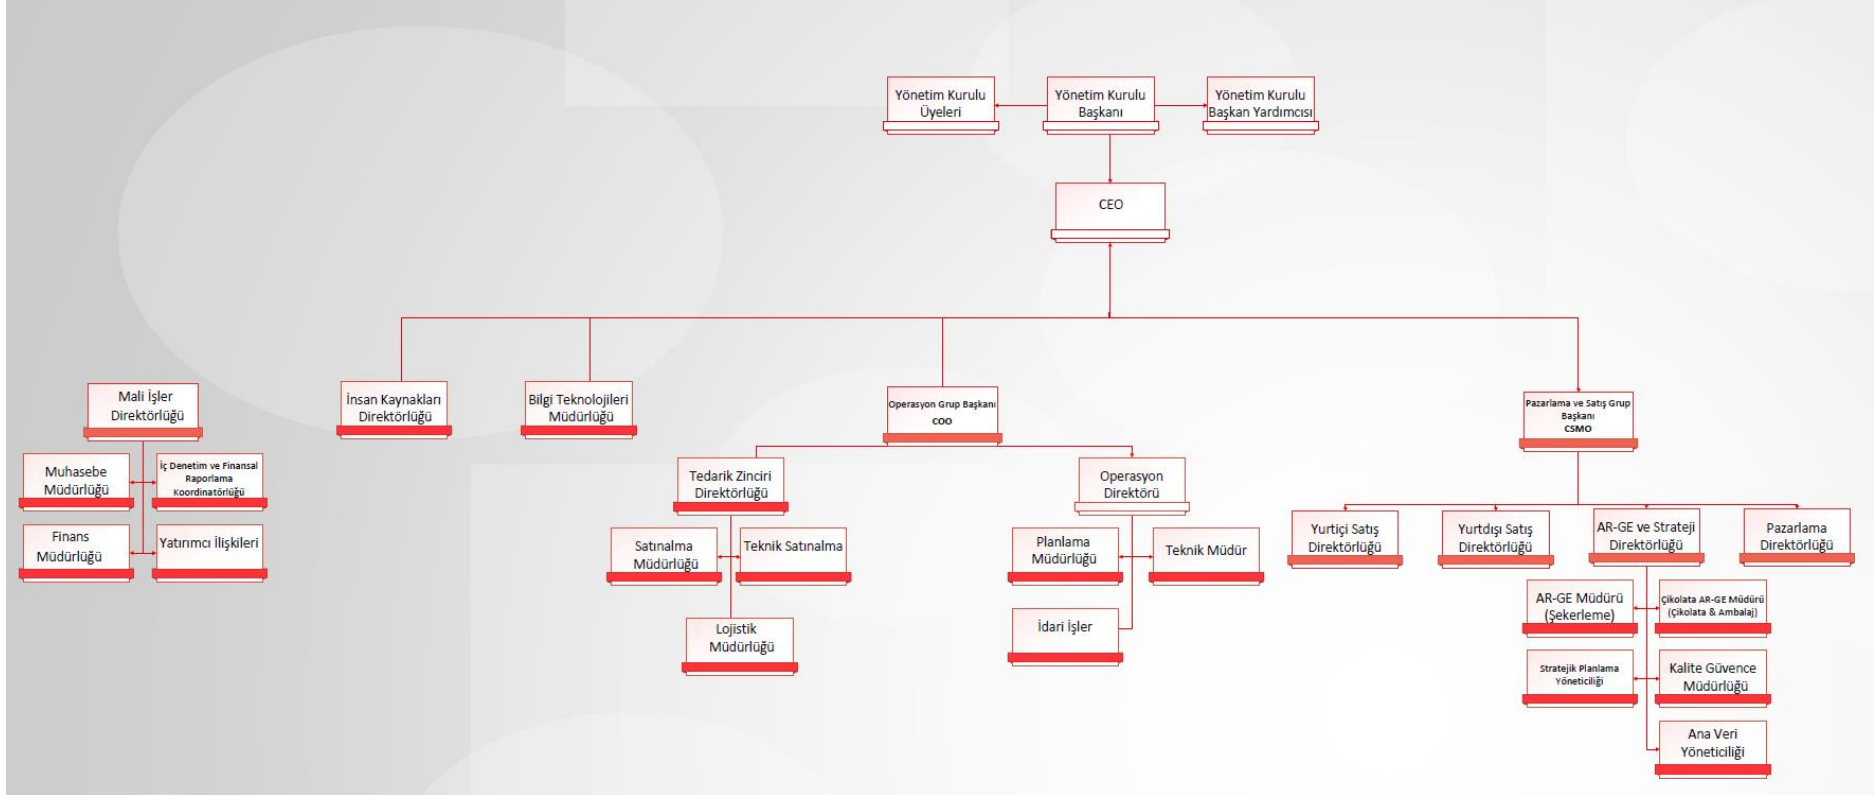 Yönetim Kurulu
Üyeleri
Yönetim Kurulu
Başkanı
Yönetim Kurulu
Başkan Yardımcısı
CEO
Mali İşler
Direktörlüğü
İnsan Kaynakları
Direktörlüğü
Bilgi Teknolojileri
Müdürlüğü
Operasyon Grup Başkanı
COO
Pazarlama ve Satış Grup
Başkanı
CSMO
Muhasebe
Müdürlüğü
İç Denetim ve Finansal
Raporlama
Koordinatörlüğü
Finans
Müdürlüğü
Yatırımcı İlişkileri
Tedarik Zinciri
Direktörlüğü
Operasyon
Direktörü
Satınalma
Müdürlüğü
Teknik Satınalma
Lojistik
Müdürlüğü
Planlama
Müdürlüğü
Teknik Müdür
İdari İşler
Yurtiçi Satış
Direktörlüğü
Yurtdışı Satış
Direktörlüğü
AR-GE ve Strateji
Direktörlüğü
Pazarlama
Direktörlüğü
AR-GE Müdürü
(Şekerleme)
Çikolata AR-GE Müdürü
(Çikolata & Ambalaj)
Stratejik Planlama
Yöneticiliği
Kalite Güvence
Müdürlüğü
Ana Veri
Yöneticiliği